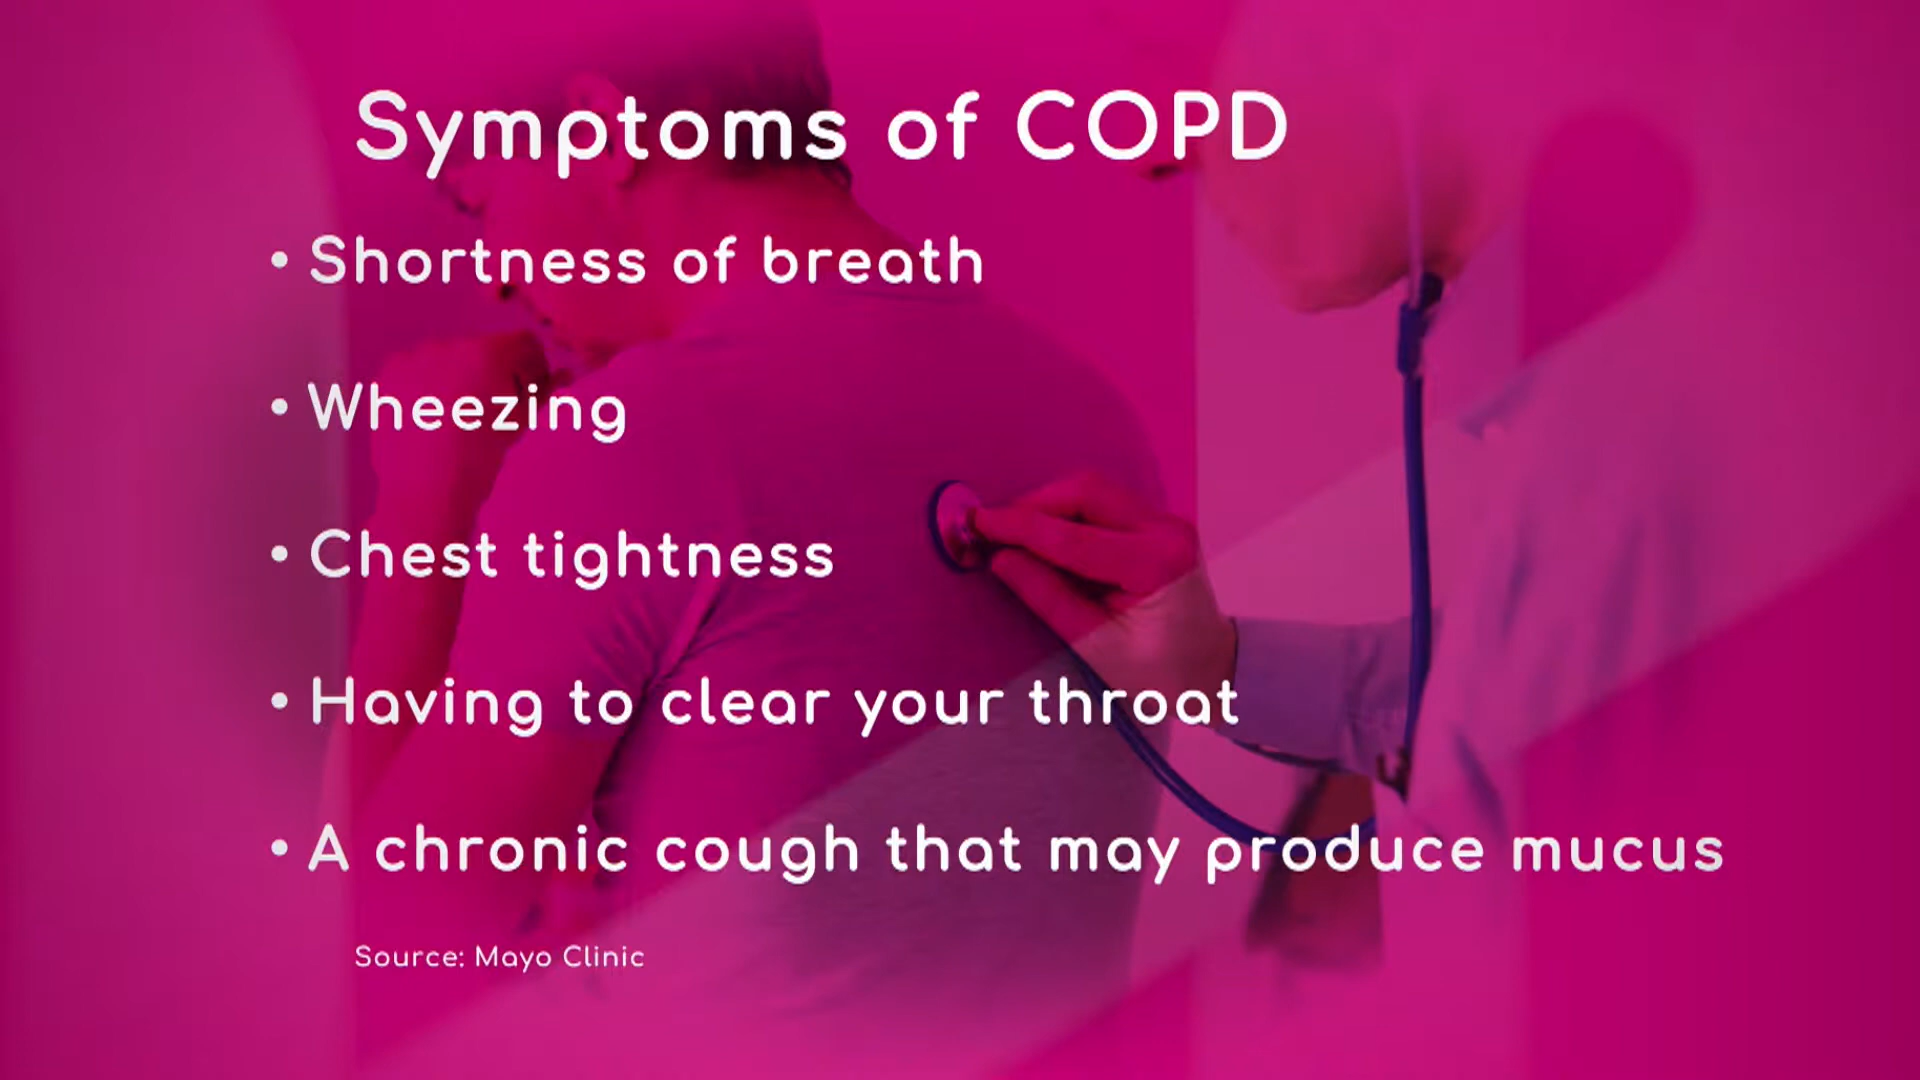 Symptoms of COPD
• Shortness of breath
• Wheezing
• Chest tightness
• Having to clear your throat
• A chronic cough that may produce mucus
Source: Mayo Clinic